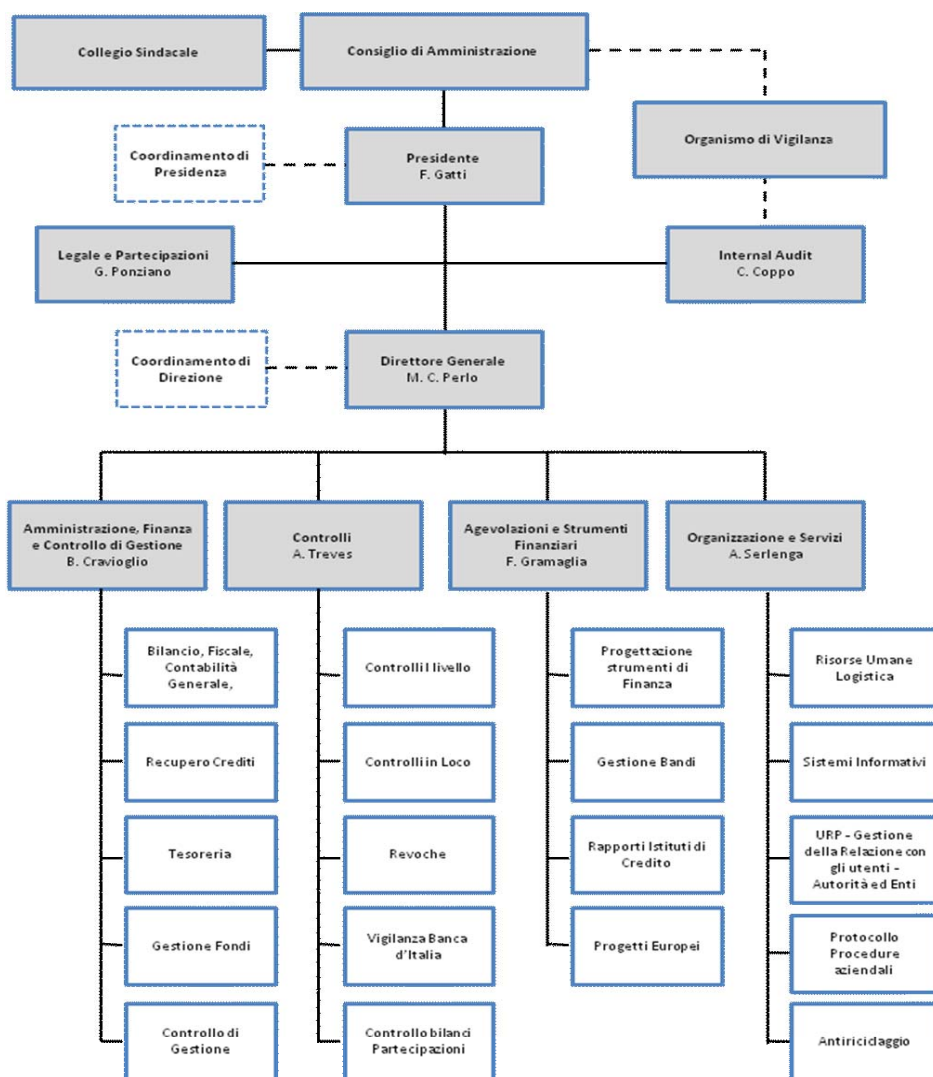 Collegio Sindacale
Consiglio di Amministrazione
Organismo di Vigilanza
Coordinamento di
Presidenza
Presidente
F. Gatti
Legale e Partecipazioni
G. Ponziano
Internal Audit
C. Coppo
Coordinamento di
Direzione
Direttore Generale
M. C. Perlo
Amministrazione, Finanza
e Controllo di Gestione
B. Cravioglio
Controlli
A. Treves
Agevolazioni e Strumenti
Finanziari
F. Gramaglia
Organizzazione e Servizi
A. Serlenga
Bilancio, Fiscale,
Contabilità
Generale,
Recupero Crediti
Tesoreria
Gestione Fondi
Controllo di
Gestione
Controlli I livello
Controlli in Loco
Revoche
Vigilanza Banca
d'Italia
Controllo bilanci
Partecipazioni
Progettazione
strumenti di
Finanza
Gestione Bandi
Rapporti Istituti di
Credito
Progetti Europei
Risorse Umane
Logistica
Sistemi Informativi
URP - Gestione
della Relazione con
gli utenti -
Autorità ed Enti
Protocollo
Procedure
aziendali
Antiriciclaggio